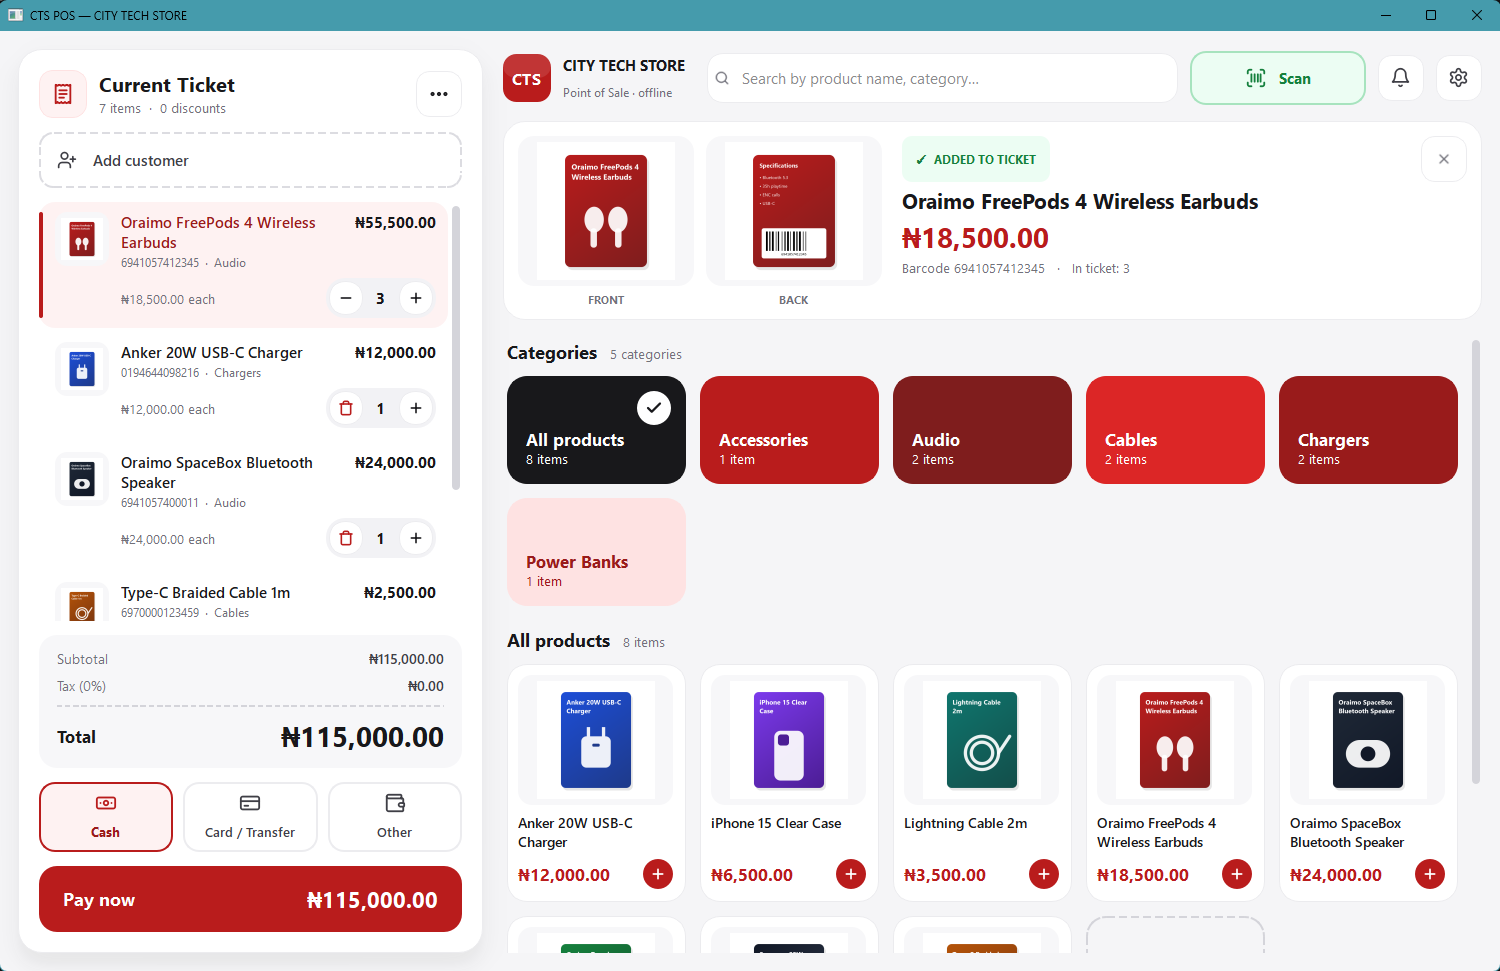 CTS POS — CITY TECH STORE
Current Ticket
7 items · 0 discounts
Add customer
Oraimo FreePods 4 Wireless
Earbuds
₦55,500.00
6941057412345 · Audio
₦18,500.00 each
3
Anker 20W USB-C Charger
₦12,000.00
0194644098216 · Chargers
₦12,000.00 each
1
Oraimo SpaceBox Bluetooth
Speaker
₦24,000.00
6941057400011 · Audio
₦24,000.00 each
1
Type-C Braided Cable 1m
₦2,500.00
6970000123459 · Cables
Subtotal
₦115,000.00
Tax (0%)
₦0.00
Total
₦115,000.00
Cash
Card / Transfer
Other
Pay now
₦115,000.00
CTS
CITY TECH STORE
Point of Sale · offline
Search by product name, category...
Scan
Oraimo FreePods 4
Wireless Earbuds
FRONT
Specifications
• Bluetooth 5.3
• 35h playtime
• ENC calls
• USB-C
6941057412345
BACK
✓ ADDED TO TICKET
Oraimo FreePods 4 Wireless Earbuds
₦18,500.00
Barcode 6941057412345 · In ticket: 3
Categories
5 categories
All products
8 items
Accessories
1 item
Audio
2 items
Cables
2 items
Chargers
2 items
Power Banks
1 item
All products
8 items
Anker 20W USB-C
Charger
Anker 20W USB-C
Charger
₦12,000.00
iPhone 15 Clear
Case
iPhone 15 Clear Case
₦6,500.00
Lightning Cable
2m
Lightning Cable 2m
₦3,500.00
Oraimo FreePods 4
Wireless Earbuds
Oraimo FreePods 4
Wireless Earbuds
₦18,500.00
Oraimo SpaceBox
Bluetooth Speaker
Oraimo SpaceBox
Bluetooth Speaker
₦24,000.00